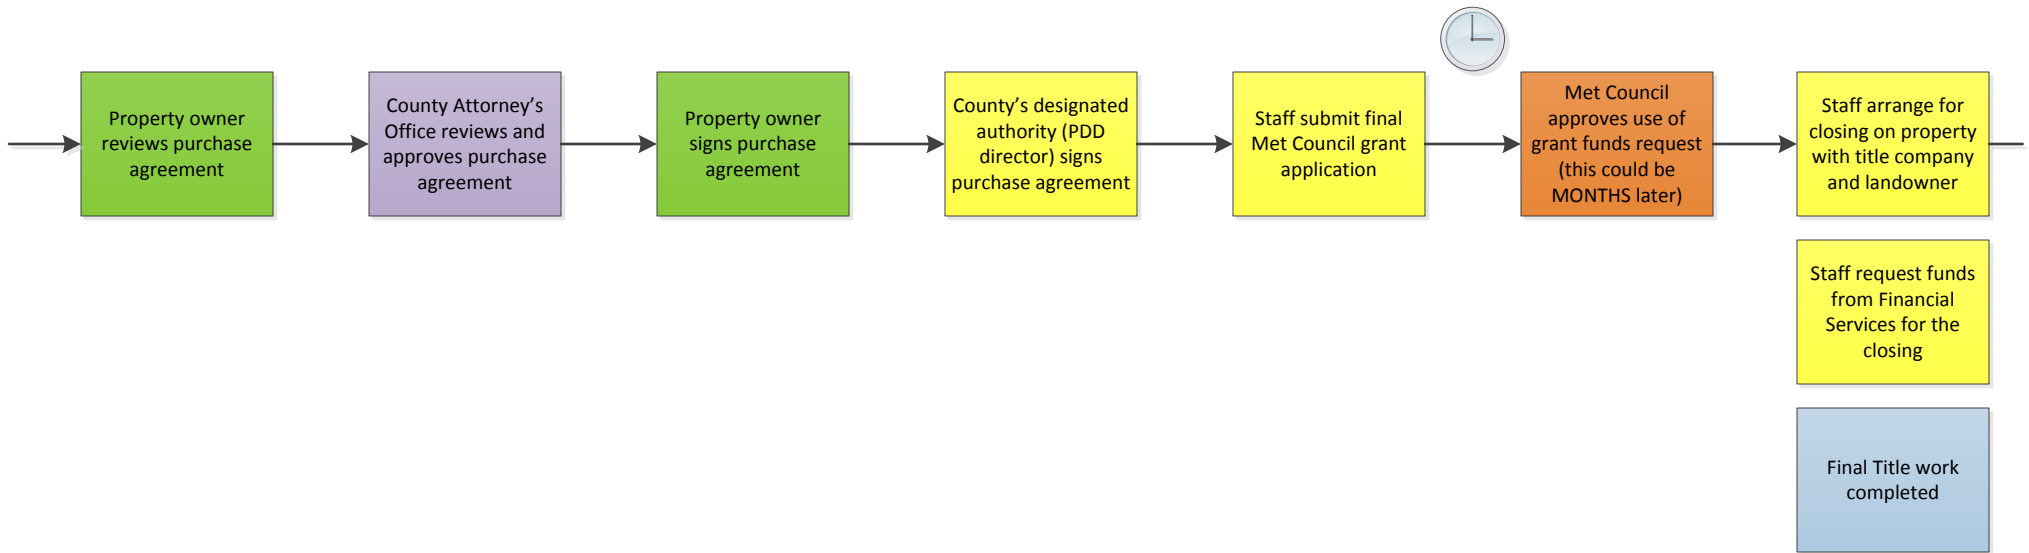 Property owner
reviews purchase
agreement
County Attorney’s
Office reviews and
approves purchase
agreement
Property owner
signs purchase
agreement
County’s designated
authority (PDD
director) signs
purchase agreement
Staff submit final
Met Council grant
application
Met Council
approves use of
grant funds request
(this could be
MONTHS later)
Staff arrange for
closing on property
with title company
and landowner
Staff request funds
from Financial
Services for the
closing
Final Title work
completed